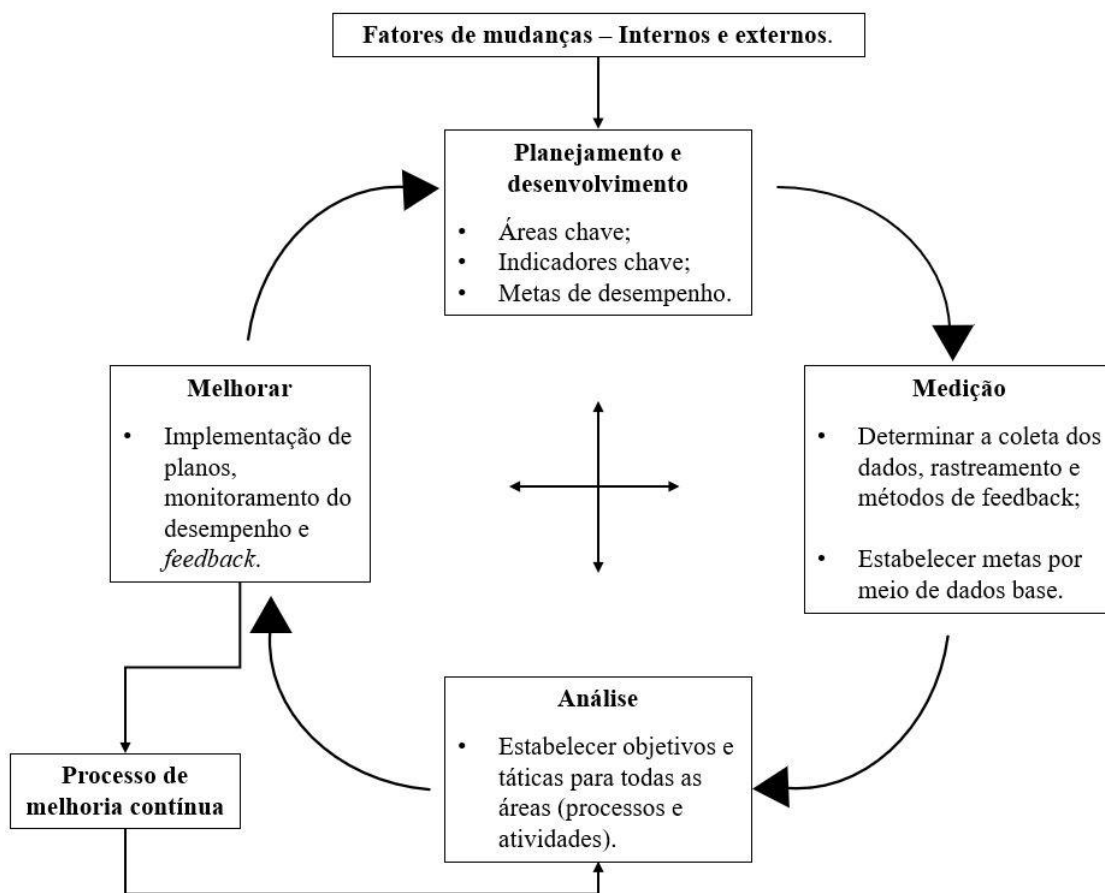 Fatores de mudanças – Internos e externos.
Planejamento e
desenvolvimento
• Áreas chave;
• Indicadores chave;
• Metas de desempenho.
Melhorar
• Implementação de
planos,
monitoramento do
desempenho e
feedback.
Medição
• Determinar a coleta dos
dados, rastreamento e
métodos de feedback;
• Estabelecer metas por
meio de dados base.
Análise
• Estabelecer objetivos e
táticas para todas as
áreas (processos e
atividades).
Processo de
melhoria contínua